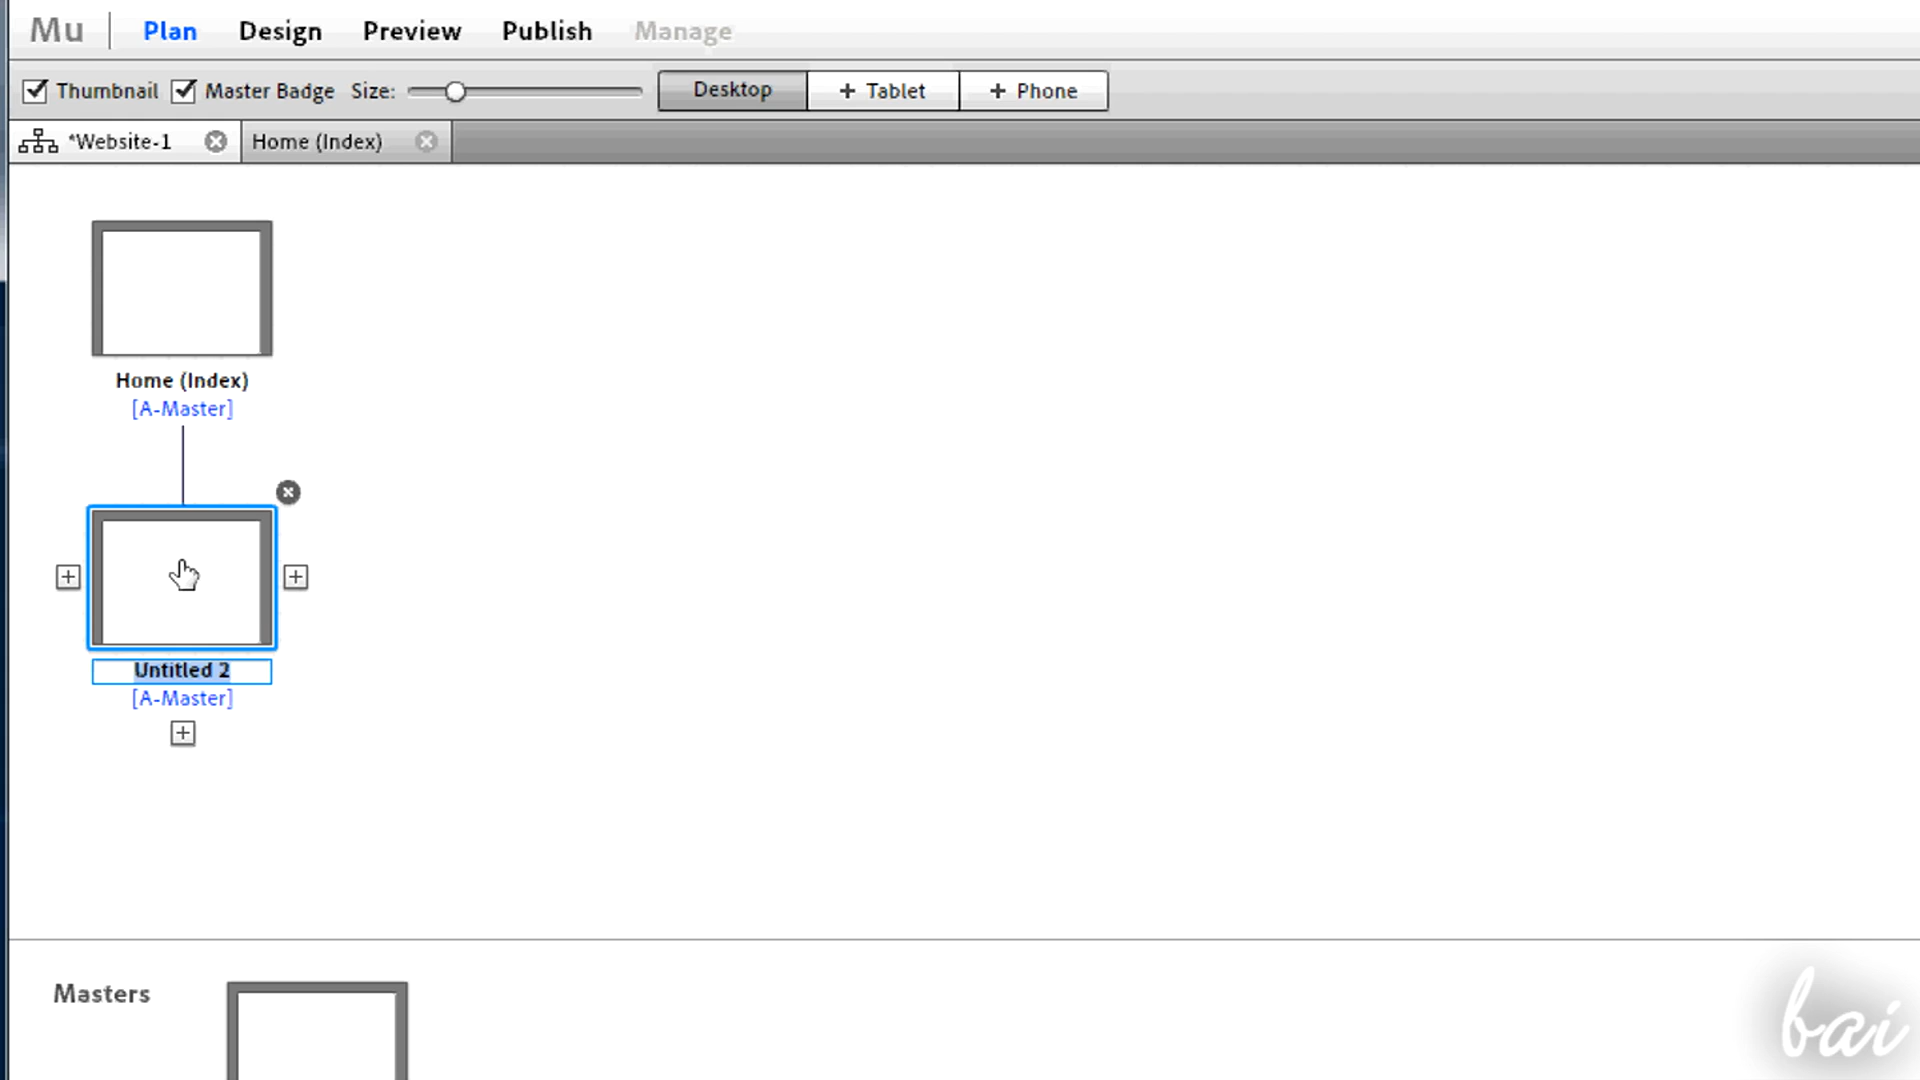 Mu Plan Design Preview Publish Manage
Thumbnail Master Badge Size: Desktop + Tablet + Phone
*Website-1 Home (Index)
Home (Index)
[A-Master]
Untitled 2
[A-Master]
Masters
bai